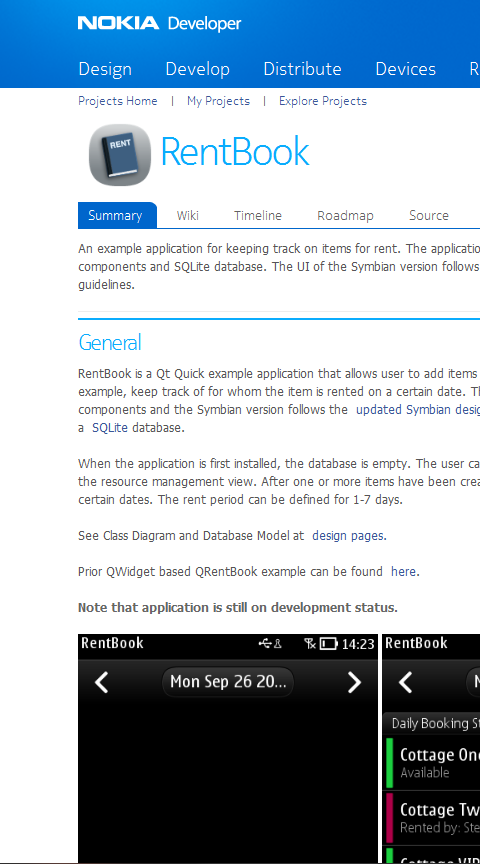 NOKIA Developer
Design Develop Distribute Devices R
Projects Home | My Projects | Explore Projects
RENT
RentBook
Summary Wiki Timeline Roadmap Source
An example application for keeping track on items for rent. The applicatio
components and SQLite database. The UI of the Symbian version follows
guidelines.
General
RentBook is a Qt Quick example application that allows user to add items
example, keep track of for whom the item is rented on a certain date. Th
components and the Symbian version follows the updated Symbian desig
a SQLite database.
When the application is first installed, the database is empty. The user ca
the resource management view. After one or more items have been crea
certain dates. The rent period can be defined for 1-7 days.
See Class Diagram and Database Model at design pages.
Prior QWidget based QRentBook example can be found here.
Note that application is still on development status.
RentBook 14:23 RentBook
Mon Sep 26 20...
Daily Booking St
Cottage One
Available
Cottage Tw
Rented by: Ste
Cottage VIP